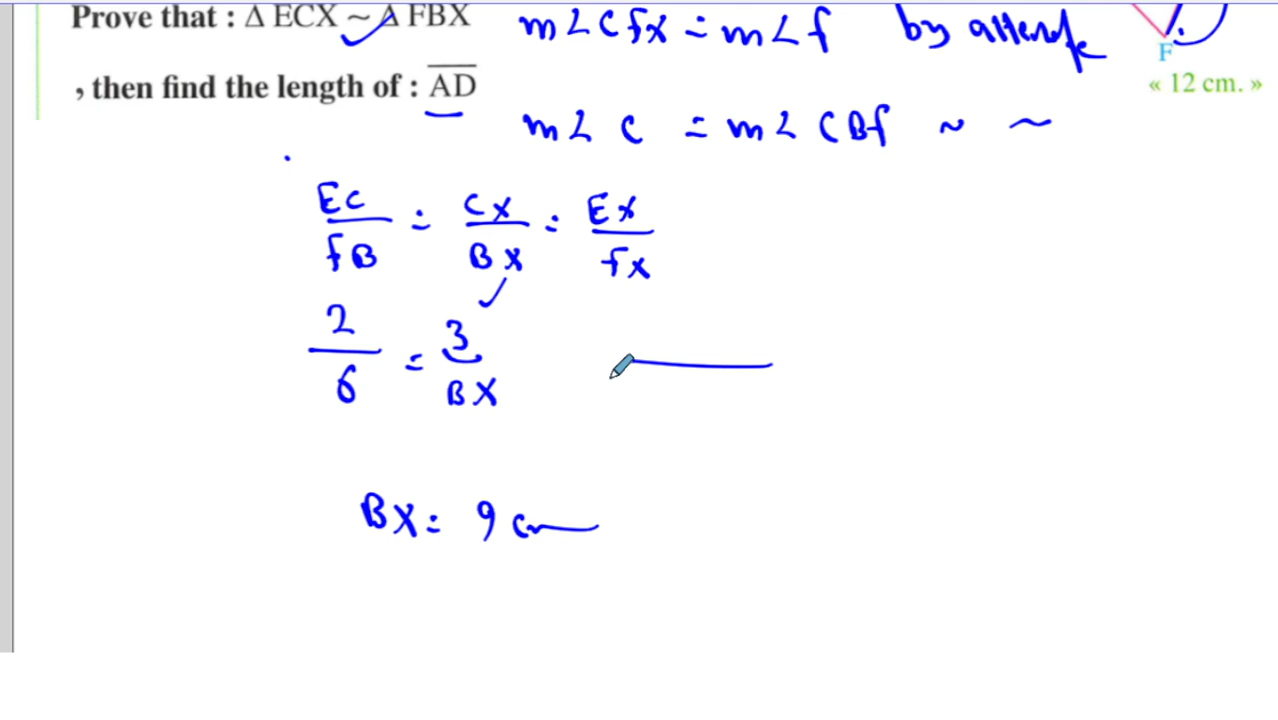 Prove that : Δ ECX ~ Δ FBX
m∠CFX = m∠F by alternate
F
, then find the length of : AD
« 12 cm. »
m∠C = m∠CBF ~ ~
EC/FB = CX/BX = EX/FX
2/6 = 3/BX
BX = 9 cm